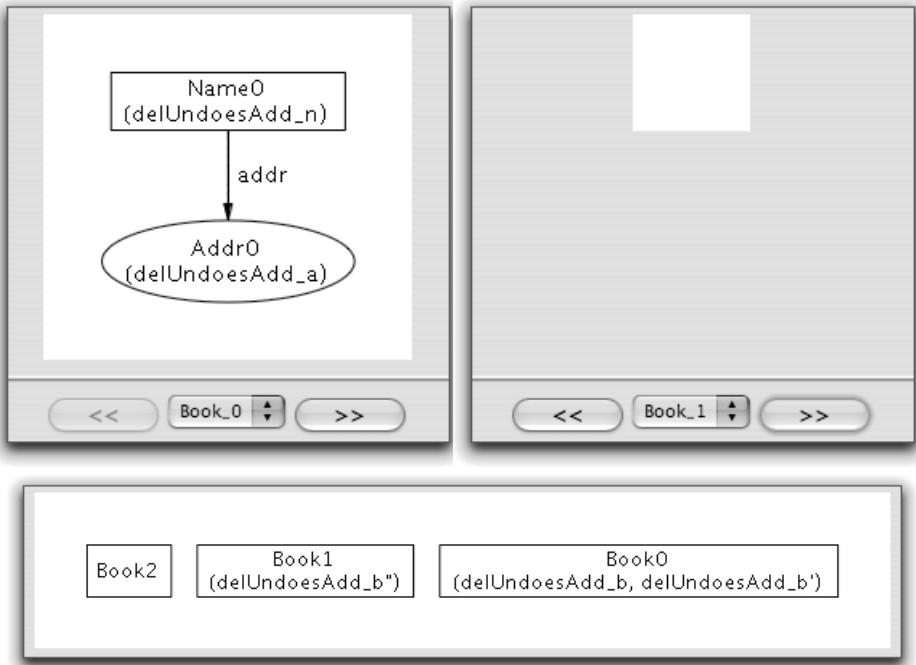 Name0
(delUndoesAdd_n)
addr
Addr0
(delUndoesAdd_a)
<< Book_0 >>
<< Book_1 >>
Book2
Book1
(delUndoesAdd_b")
Book0
(delUndoesAdd_b, delUndoesAdd_b')